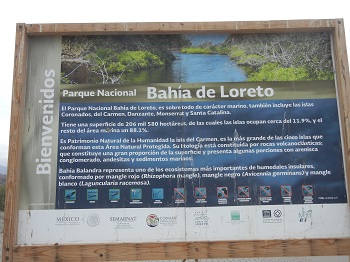 Bienvenidos
Parque Nacional Bahía de Loreto
El Parque Nacional Bahía de Loreto, es sobre todo de carácter marino, también incluye las islas
Coronados, del Carmen, Danzante, Monserrat y Santa Catalina.
Tiene una superficie de 206 mil 580 hectáreas, de las cuales las islas ocupan cerca del 11.9%, y el
resto del área marina un 88.1%.
Es Patrimonio Natural de la Humanidad la isla del Carmen, es la más grande de las cinco islas que
conforman esta Área Natural Protegida. Su litología está constituida por rocas volcanoclásticas;
que constituyen una gran proporción de la superficie y presenta algunas porciones con arenisca
conglomerado, andesitas y sedimentos marinos.
Bahía Balandra representa uno de los ecosistemas más importantes de humedales insulares,
conformado por mangle rojo (Rhizophora mangle), mangle negro (Avicennia germinans) y mangle
blanco (Laguncularia racemosa).
MÉXICO SEMARNAT CONANP